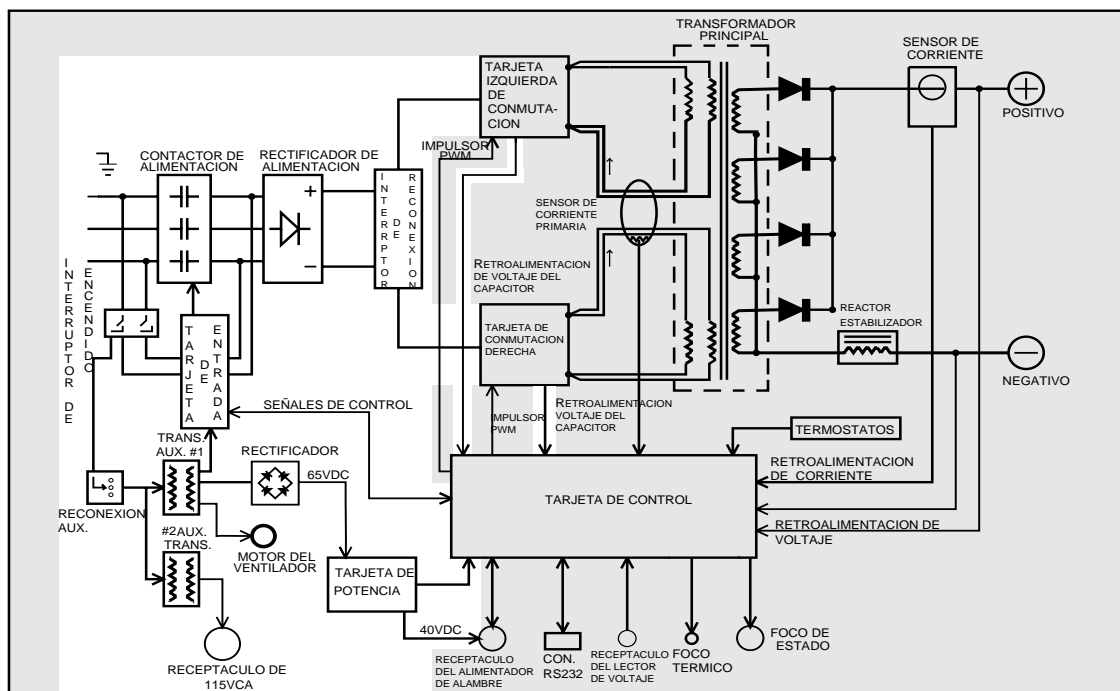 TRANSFORMADOR
PRINCIPAL
SENSOR DE
CORRIENTE
TARJETA
IZQUIERDA
DE
CONMUTA-
CION
POSITIVO
IMPULSOR
PWM
CONTACTOR DE
ALIMENTACION
RECTIFICADOR DE
ALIMENTACION
+
−
INTERRPTOR
DE
RECONEXION
SENSOR DE
CORRIENTE
PRIMARIA
RETROALIMENTACION
DE VOLTAJE DEL
CAPACITOR
INTERRUPTOR DE
ENCENDIDO
TARJETA
DE
ENTRADA
TARJETA DE
CONMUTACION
DERECHA
REACTOR
ESTABILIZADOR
NEGATIVO
SEÑALES DE CONTROL
IMPULSOR
PWM
RETROALIMENTACION
VOLTAJE DEL
CAPACITOR
TERMOSTATOS
TRANS.
AUX. #1
RECTIFICADOR
65VDC
RETROALIMENTACION
DE CORRIENTE
TARJETA DE CONTROL
RECONEXION
AUX.
#2AUX.
TRANS.
MOTOR DEL
VENTILADOR
RETROALIMENTACION DE
VOLTAJE
TARJETA DE
POTENCIA
40VDC
RECEPTACULO DE
115VCA
RECEPTACULO
DEL ALIMENTADOR
DE ALAMBRE
CON.
RS232
RECEPTACULO
DEL LECTOR
DE VOLTAJE
FOCO
TERMICO
FOCO DE
ESTADO